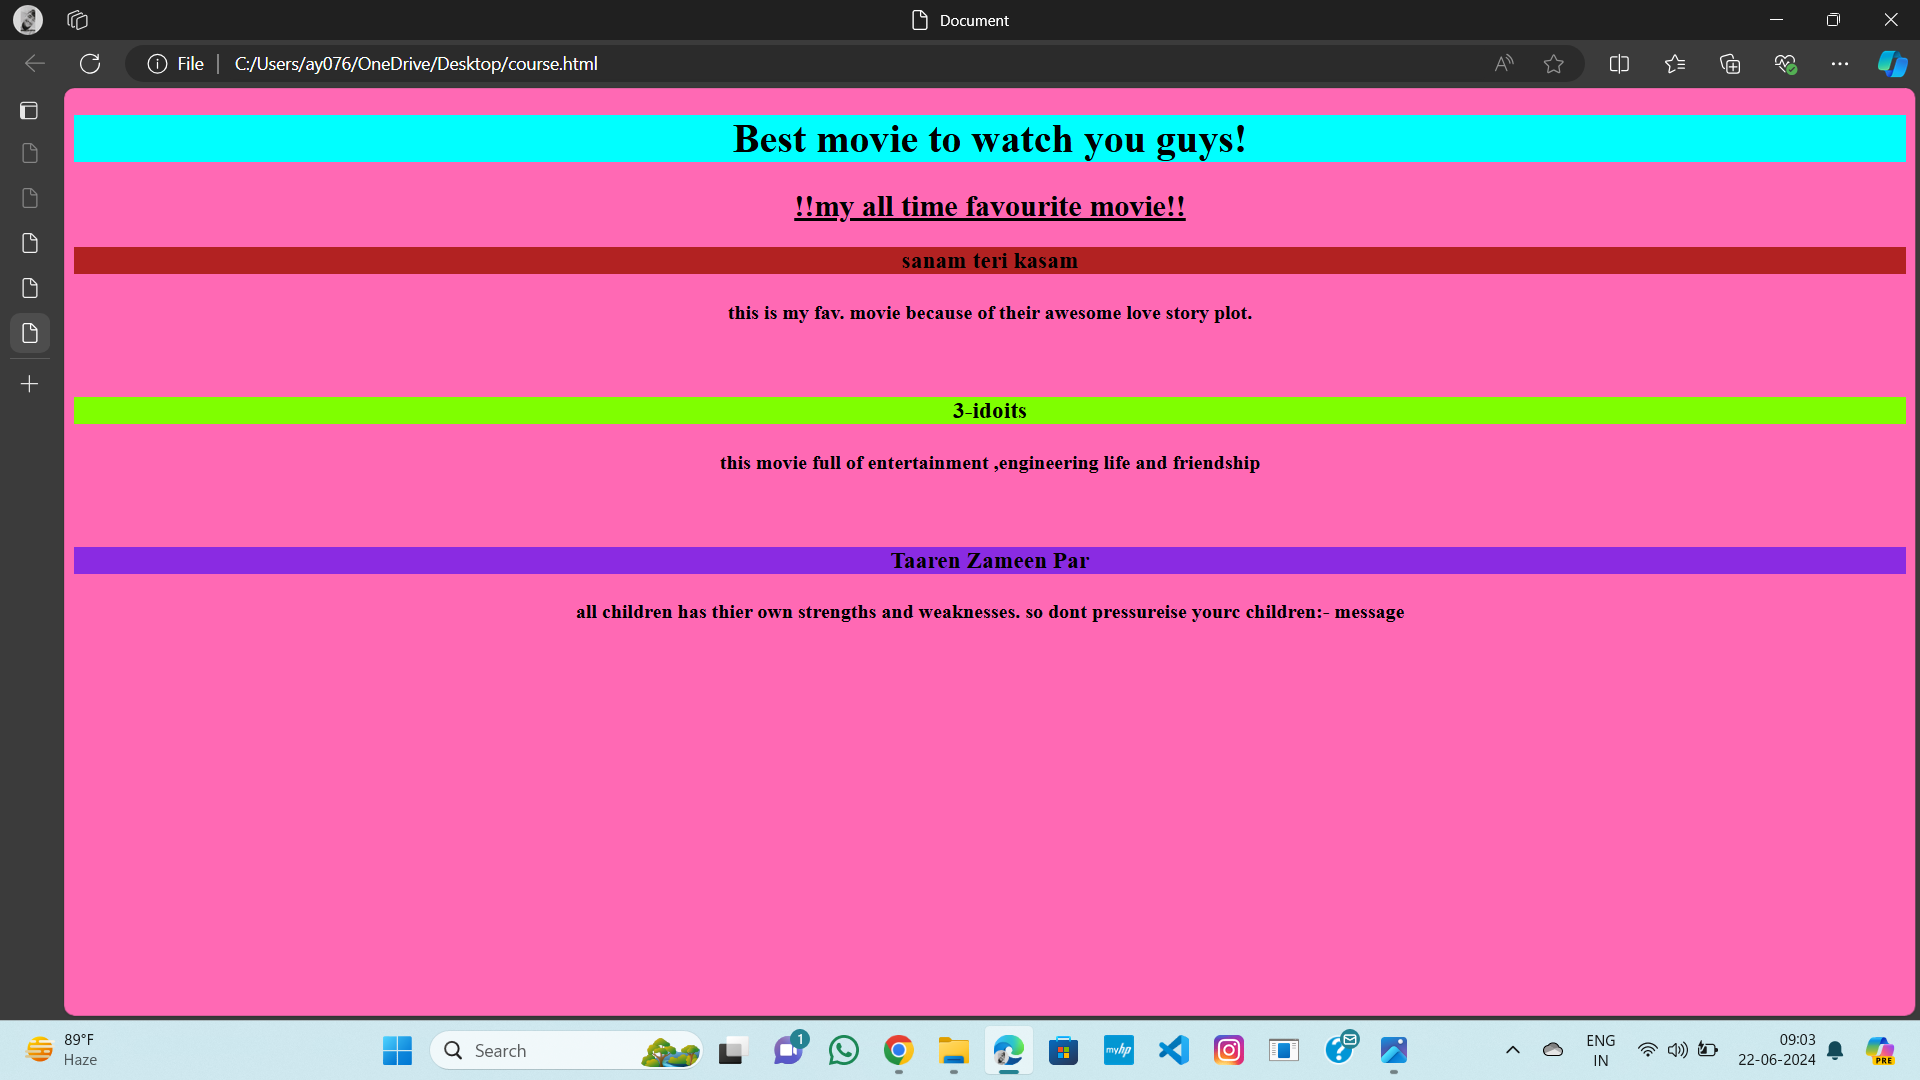 Document
File
C:/Users/ay076/OneDrive/Desktop/course.html
Best movie to watch you guys!
!!my all time favourite movie!!
sanam teri kasam
this is my fav. movie because of their awesome love story plot.
3-idoits
this movie full of entertainment ,engineering life and friendship
Taaren Zameen Par
all children has thier own strengths and weaknesses. so dont pressureise yourc children:- message
89°F
Haze
Search
1
myhp
ENG
IN
09:03
22-06-2024
PRE